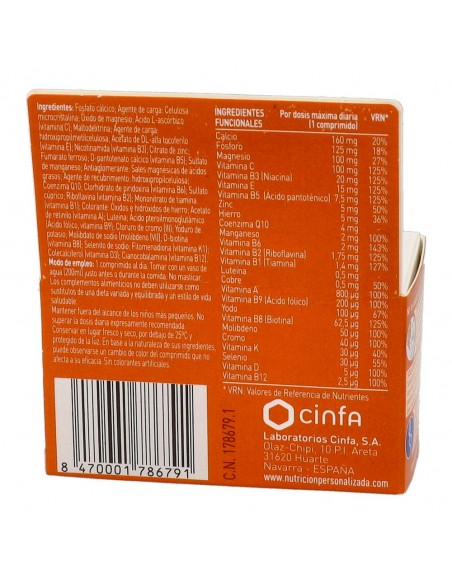 Ingredientes: Fosfato cálcico; Agente de carga: Celulosa
microcristalina; Óxido de magnesio; Ácido L-ascórbico
(vitamina C); Maltodextrina; Agente de carga:
hidroxipropilmetilcelulosa; Acetato de DL-alfa tocoferilo
(vitamina E); Nicotinamida (vitamina B3); Citrato de zinc;
Fumarato ferroso; D-pantotenato cálcico (vitamina B5); Sulfato
de manganeso; Antiaglomerante: Sales magnésicas de ácidos
grasos; Agente de recubrimiento: hidroxipropilcelulosa;
Coenzima Q10; Clorhidrato de piridoxina (vitamina B6); Sulfato
cúprico; Riboflavina (vitamina B2); Mononitrato de tiamina
(vitamina B1); Colorante: Óxidos e hidróxidos de hierro; Acetato
de retinilo (vitamina A); Luteína; Ácido pteroilmonoglutámico
(Ácido fólico, vitamina B9); Cloruro de cromo (III); Yoduro de
potasio; Molibdato de sodio (molibdeno (VI)); D-biotina
(vitamina B8); Selenito de sodio; Fitomenadiona (vitamina K1);
Colecalciferol (vitamina D3); Cianocobalamina (vitamina B12).
Modo de empleo: 1 comprimido al día. Tomar con un vaso de
agua (200ml) justo antes o durante la comida. No masticar.
Los complementos alimenticios no deben utilizarse como
sustitutos de una dieta variada y equilibrada y un estilo de vida
saludable.
Mantener fuera del alcance de los niños más pequeños. No
superar la dosis diaria expresamente recomendada.
Conservar en lugar fresco y seco, por debajo de 25°C y
protegido de la luz. En base a la naturaleza de sus ingredientes,
puede observarse un cambio de color del comprimido que no
afecta a su eficacia. Sin colorantes artificiales.
8 470001 786791
C.N. 178679.1
INGREDIENTES FUNCIONALES Por dosis máxima diaria (1 comprimido) VRN*
Calcio 160 mg 20%
Fósforo 125 mg 18%
Magnesio 100 mg 27%
Vitamina C 100 mg 125%
Vitamina B3 (Niacina) 20 mg 125%
Vitamina E 15 mg 125%
Vitamina B5 (Ácido pantoténico) 7,5 mg 125%
Zinc 5 mg 50%
Hierro 5 mg 36%
Coenzima Q10 4 mg
Manganeso 2 mg 100%
Vitamina B6 2 mg 143%
Vitamina B2 (Riboflavina) 1,75 mg 125%
Vitamina B1 (Tiamina) 1,4 mg 127%
Luteína 0,5 mg
Cobre 0,5 mg 50%
Vitamina A 800 µg 100%
Vitamina B9 (Ácido fólico) 200 µg 100%
Yodo 100 µg 67%
Vitamina B8 (Biotina) 62,5 µg 125%
Molibdeno 50 µg 100%
Cromo 40 µg 100%
Vitamina K 30 µg 40%
Selenio 30 µg 55%
Vitamina D 5 µg 100%
Vitamina B12 2,5 µg 100%
* VRN: Valores de Referencia de Nutrientes
cinfa
Laboratorios Cinfa, S.A.
Olaz-Chipi, 10 P.I. Areta
31620 Huarte
Navarra - ESPAÑA
www.nutricionpersonalizada.com